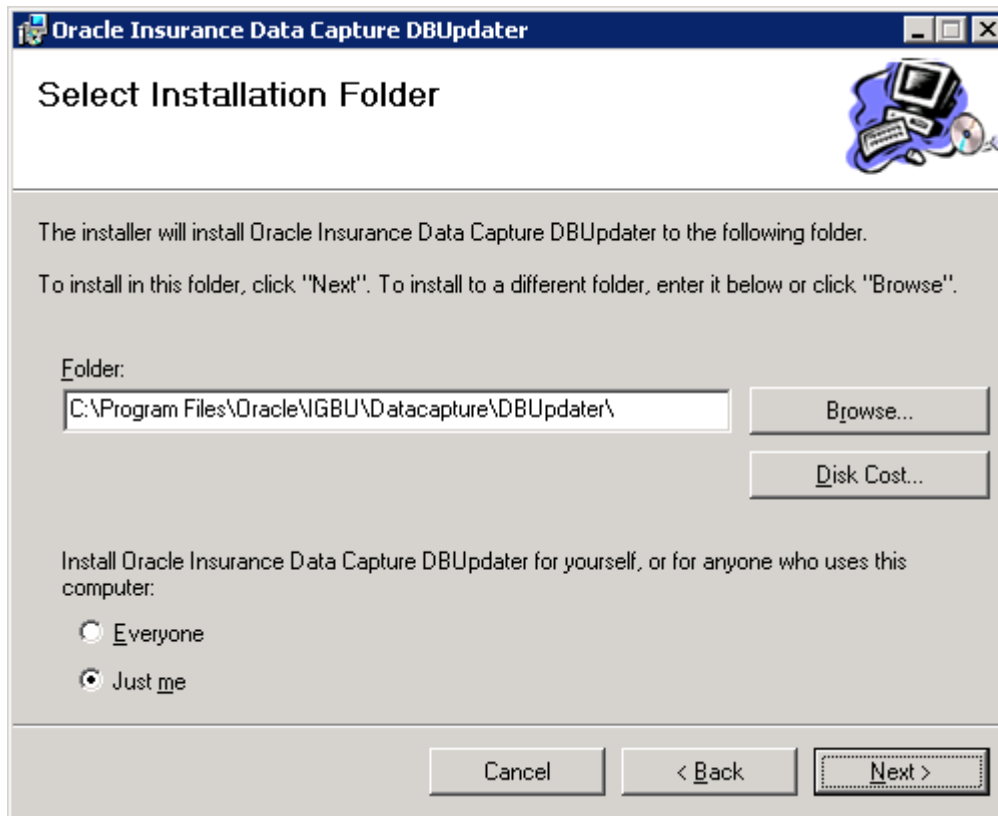 Oracle Insurance Data Capture DBUpdater
Select Installation Folder
The installer will install Oracle Insurance Data Capture DBUpdater to the following folder.
To install in this folder, click "Next". To install to a different folder, enter it below or click "Browse".
Folder:
C:\Program Files\Oracle\IGBU\Datacapture\DBUpdater\
Browse...
Disk Cost...
Install Oracle Insurance Data Capture DBUpdater for yourself, or for anyone who uses this
computer:
Everyone
Just me
Cancel
< Back
Next >